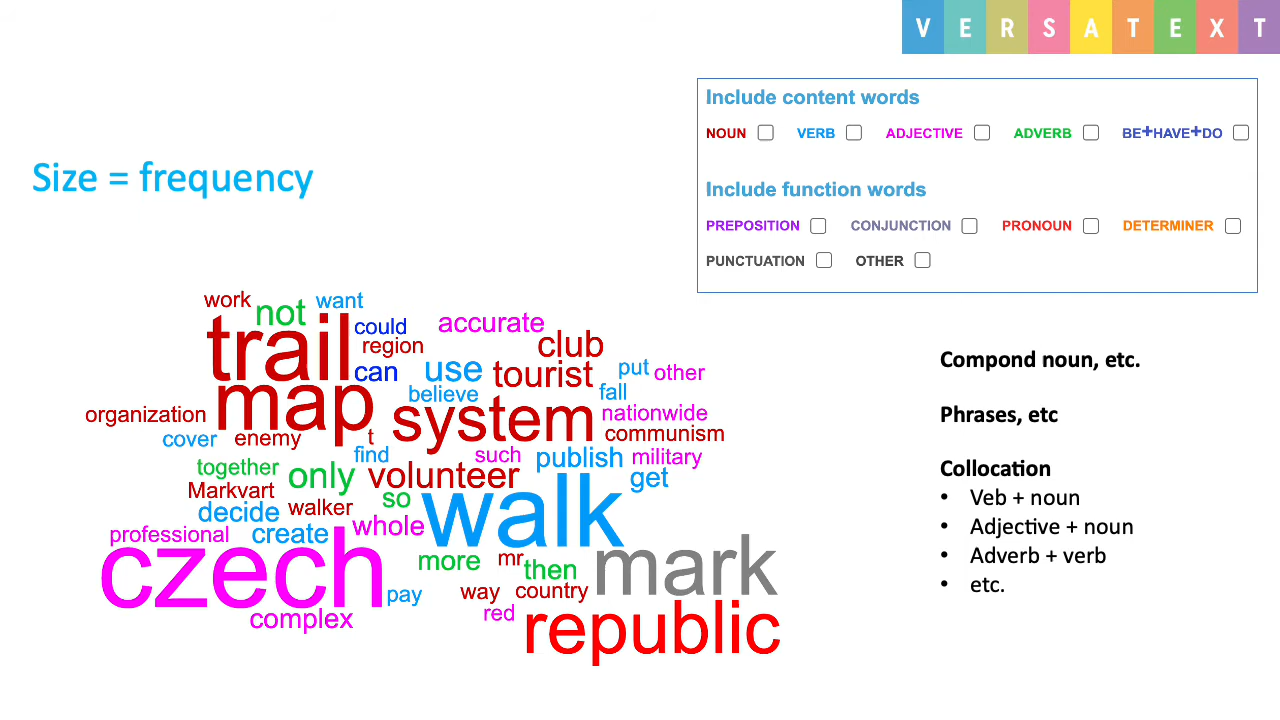 VERSATEXT
Include content words
NOUN VERB ADJECTIVE ADVERB BE+HAVE+DO
Size = frequency
Include function words
PREPOSITION CONJUNCTION PRONOUN DETERMINER
PUNCTUATION OTHER
work not want
trail could accurate
region club
can use tourist put other
map believe fall
organization system nationwide
cover enemy t communism
find such publish military
together only volunteer get
Markvart so walk
decide walker
professional create whole
czech more mr then mark
pay way country
complex red republic
Compond noun, etc.
Phrases, etc
Collocation
• Veb + noun
• Adjective + noun
• Adverb + verb
• etc.